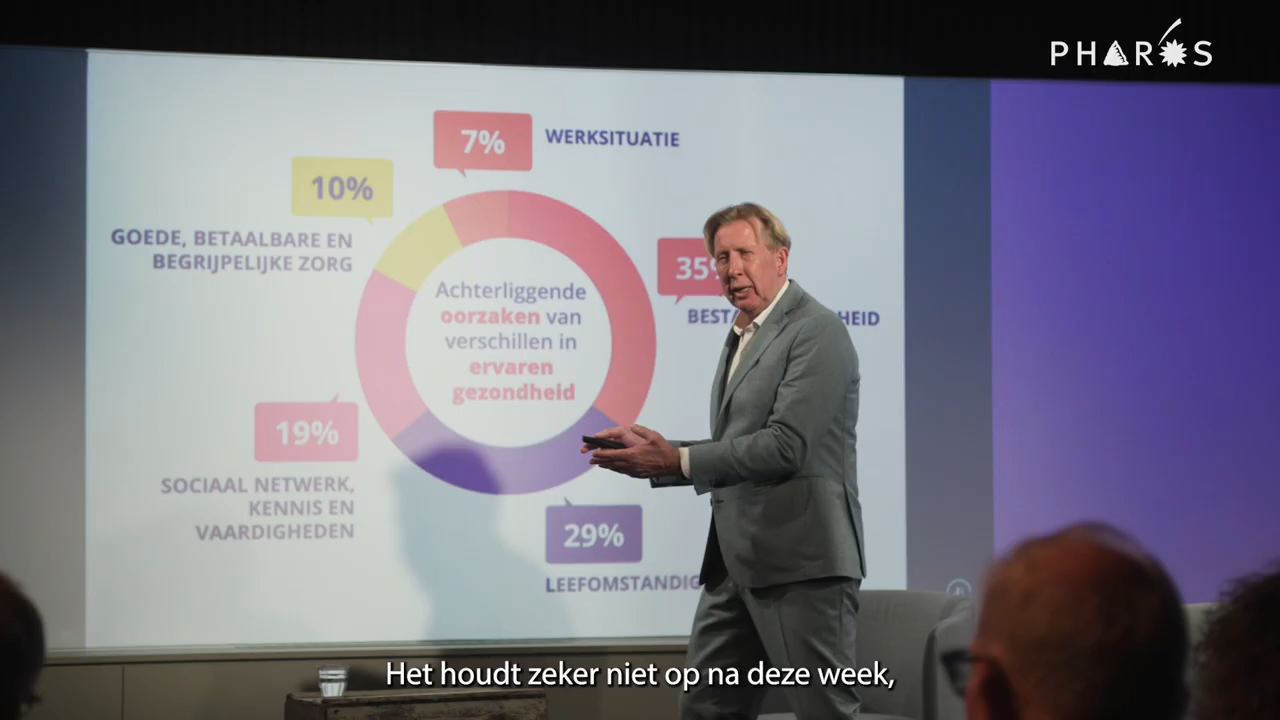 PHAROS
7%
WERKSITUATIE
10%
GOEDE, BETAALBARE EN
BEGRIJPELIJKE ZORG
Achterliggende
oorzaken van
verschillen in
ervaren
gezondheid
19%
SOCIAAL NETWERK,
KENNIS EN
VAARDIGHEDEN
29%
Het houdt zeker niet op na deze week,